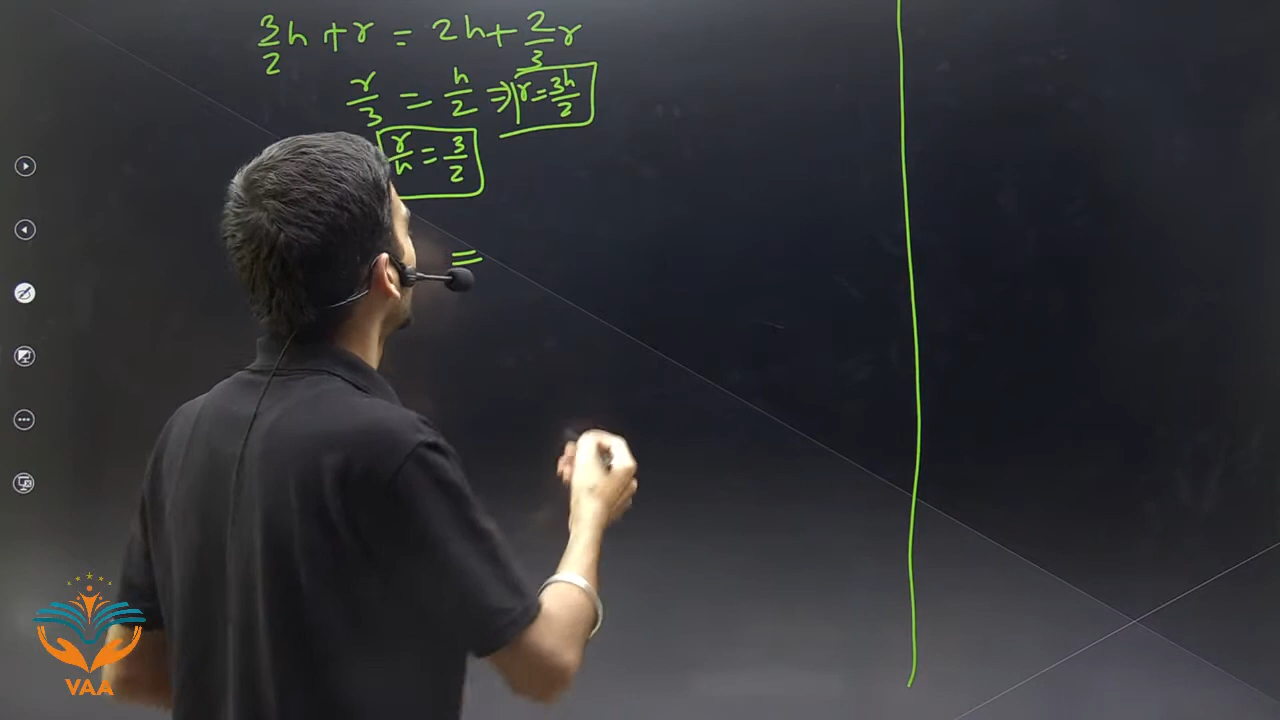 3/2 h + r = 2h + 2/3 r
r/3 = h/2 ⇒ r = 3h/2
r/h = 3/2
=
VAA